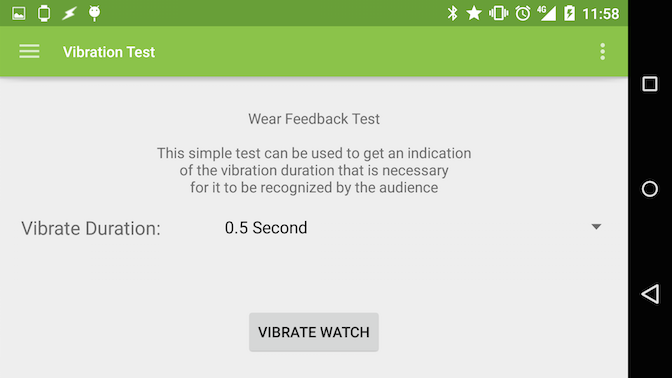 4G 11:58
Vibration Test
Wear Feedback Test
This simple test can be used to get an indication
of the vibration duration that is necessary
for it to be recognized by the audience
Vibrate Duration: 0.5 Second
VIBRATE WATCH